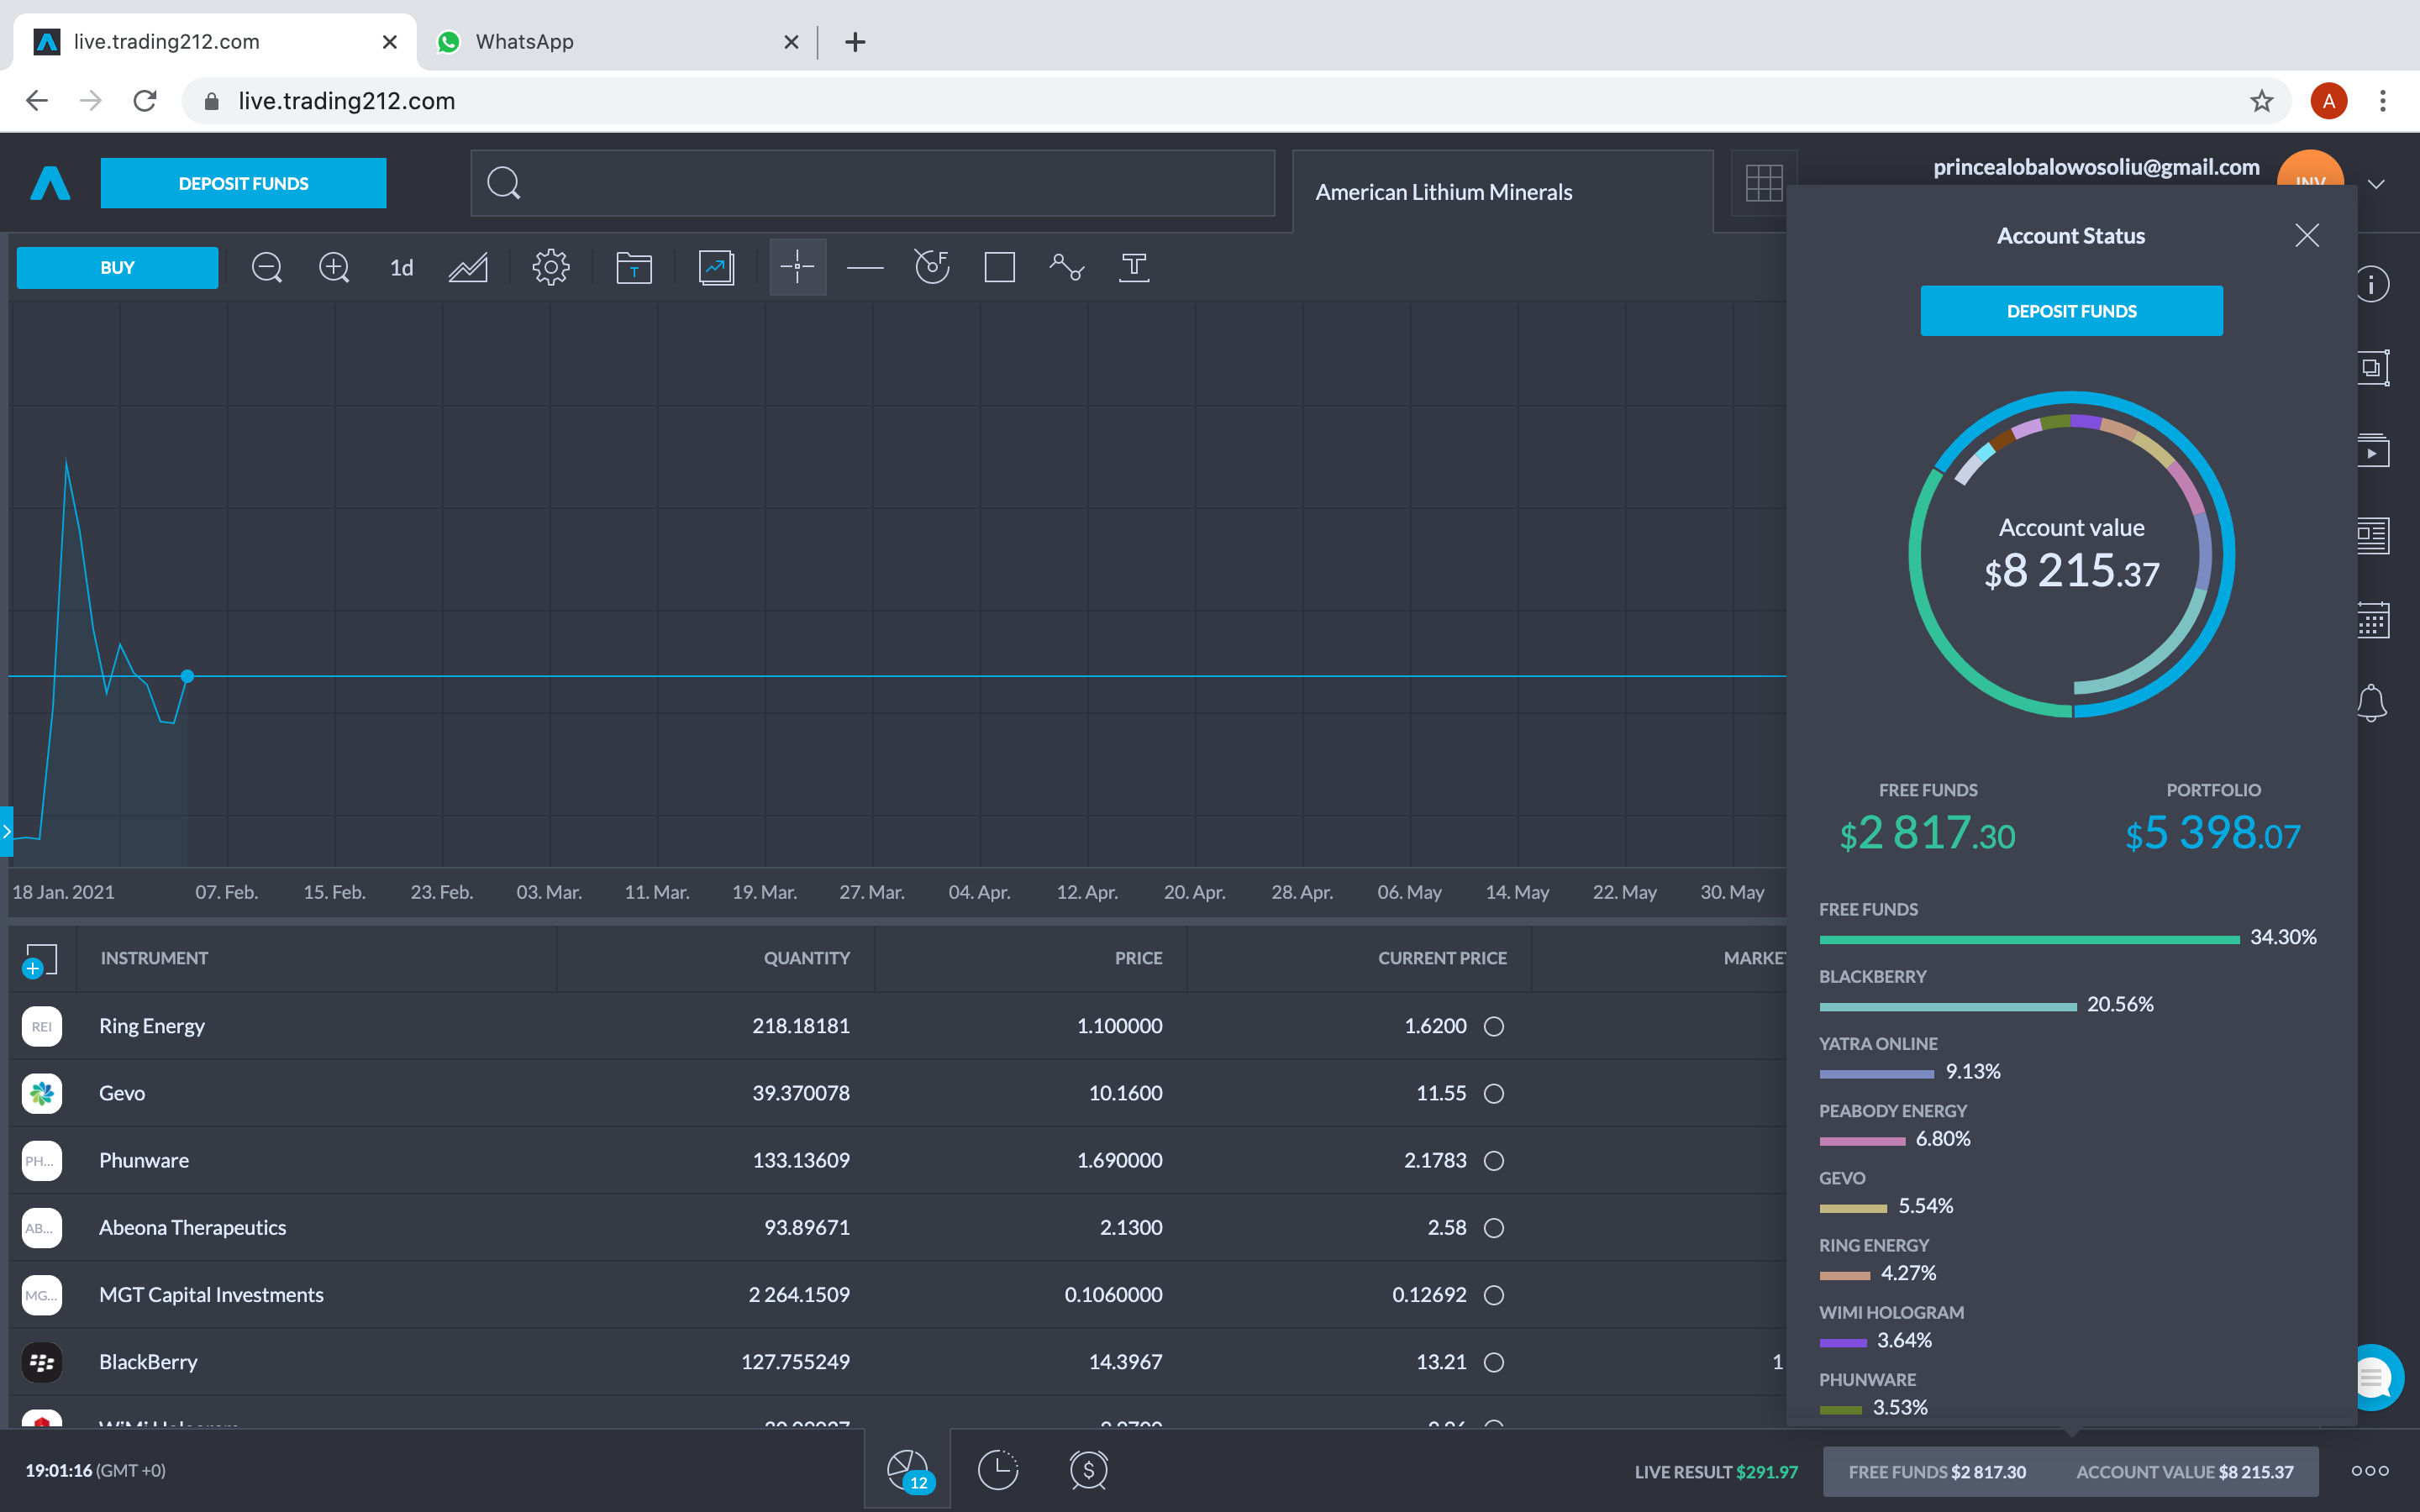 live.trading212.com
WhatsApp
live.trading212.com
A
DEPOSIT FUNDS
American Lithium Minerals
princealobalowosoliu@gmail.com
BUY
1d
F
T
T
Account Status
DEPOSIT FUNDS
Account value
$8 215.37
FREE FUNDS
$2 817.30
PORTFOLIO
$5 398.07
18 Jan. 2021 07. Feb. 15. Feb. 23. Feb. 03. Mar. 11. Mar. 19. Mar. 27. Mar. 04. Apr. 12. Apr. 20. Apr. 28. Apr. 06. May 14. May 22. May 30. May
INSTRUMENT QUANTITY PRICE CURRENT PRICE MARKET
REI Ring Energy 218.18181 1.100000 1.6200
Gevo 39.370078 10.1600 11.55
PH... Phunware 133.13609 1.690000 2.1783
AB... Abeona Therapeutics 93.89671 2.1300 2.58
MG... MGT Capital Investments 2 264.1509 0.1060000 0.12692
BlackBerry 127.755249 14.3967 13.21 1
FREE FUNDS
34.30%
BLACKBERRY
20.56%
YATRA ONLINE
9.13%
PEABODY ENERGY
6.80%
GEVO
5.54%
RING ENERGY
4.27%
WIMI HOLOGRAM
3.64%
PHUNWARE
3.53%
19:01:16 (GMT +0)
12
$
LIVE RESULT $291.97
FREE FUNDS $2 817.30
ACCOUNT VALUE $8 215.37